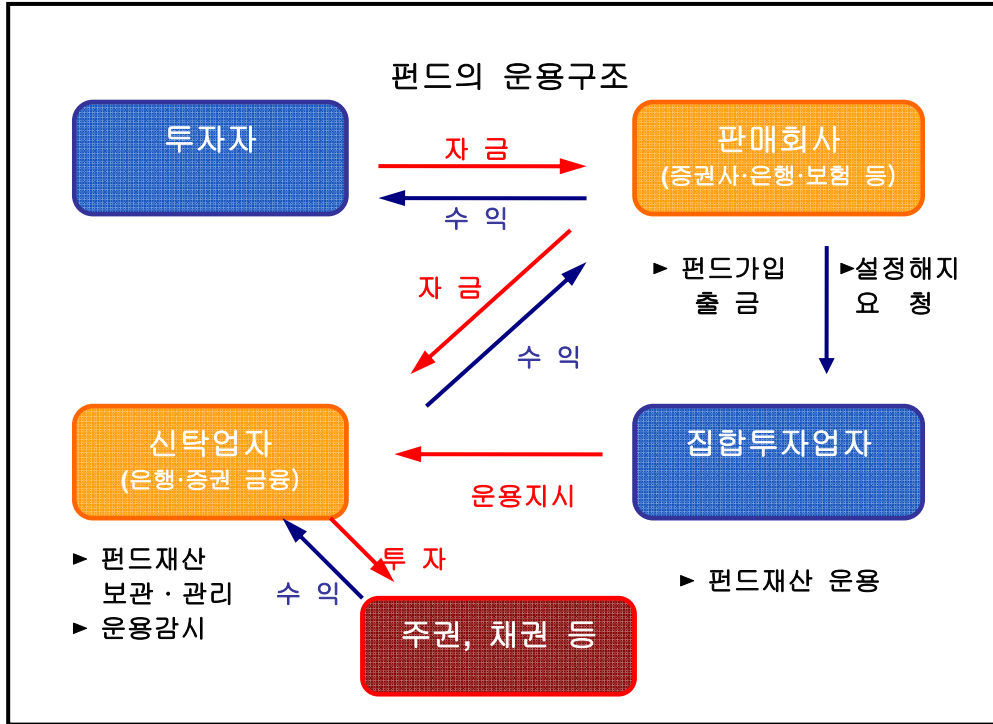 펀드의 운용구조
투자자
자 금
수 익
판매회사
(증권사·은행·보험 등)
► 펀드가입
출 금
►설정해지
요 청
자 금
수 익
신탁업자
(은행·증권 금융)
운용지시
집합투자업자
► 펀드재산
보관 · 관리
► 운용감시
수 익
투 자
► 펀드재산 운용
주권, 채권 등